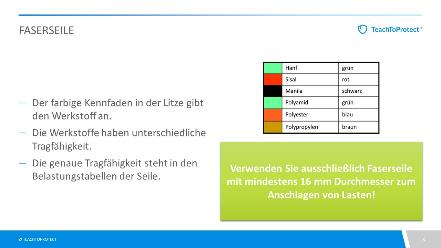 FASERSEILE
TeachToProtect
— Der farbige Kennfaden in der Litze gibt
den Werkstoff an.
— Die Werkstoffe haben unterschiedliche
Tragfähigkeit.
— Die genaue Tragfähigkeit steht in den
Belastungstabellen der Seile.
Hanf grün
Sisal rot
Manila schwarz
Polyamid grün
Polyester blau
Polypropylen braun
Verwenden Sie ausschließlich Faserseile
mit mindestens 16 mm Durchmesser zum
Anschlagen von Lasten!
© TEACHTOPROTECT